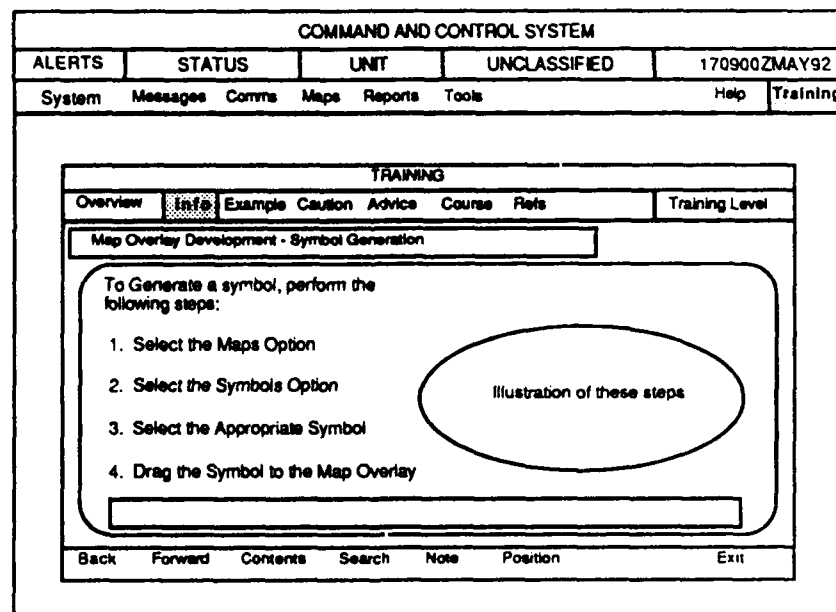 COMMAND AND CONTROL SYSTEM
ALERTS STATUS UNIT UNCLASSIFIED 170900ZMAY92
System Messages Comms Maps Reports Tools Help Training
TRAINING
Overview Info Example Caution Advice Course Refs Training Level
Map Overlay Development - Symbol Generation
To Generate a symbol, perform the
following steps:
1. Select the Maps Option
2. Select the Symbols Option
Illustration of these steps
3. Select the Appropriate Symbol
4. Drag the Symbol to the Map Overlay
Back Forward Contents Search Note Position Exit